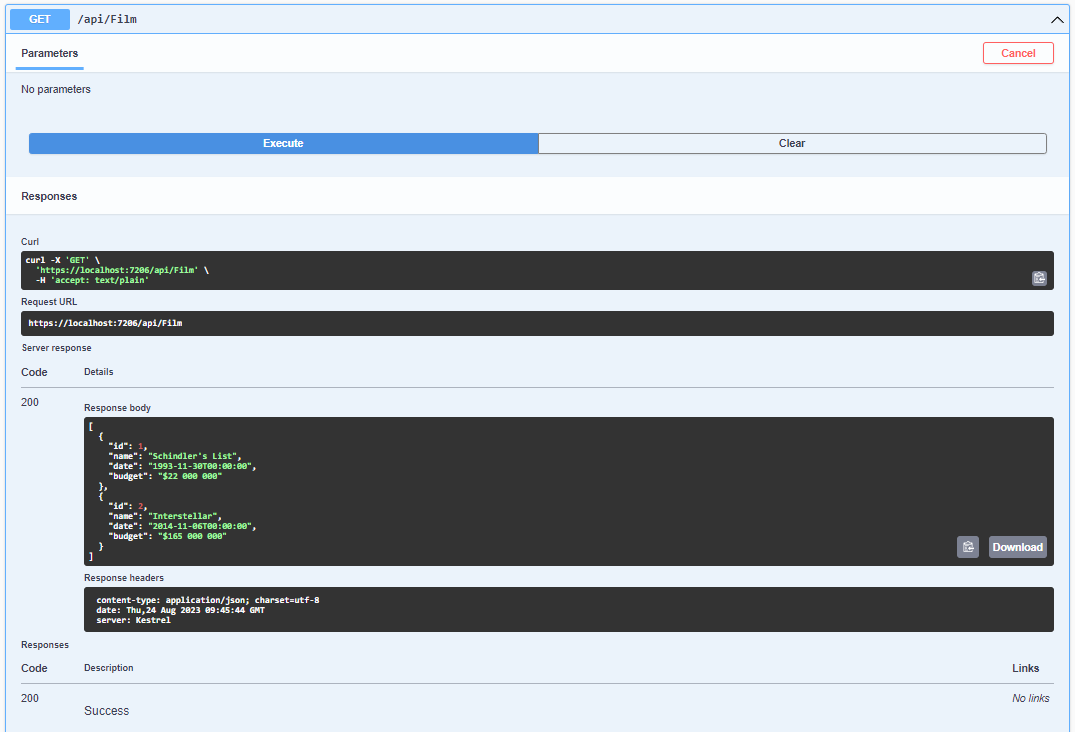 GET /api/Film
Parameters
Cancel
No parameters
Execute
Clear
Responses
Curl
curl -X 'GET' \
  'https://localhost:7206/api/Film' \
  -H 'accept: text/plain'
Request URL
https://localhost:7206/api/Film
Server response
Code Details
200
Response body
[
  {
    "id": 1,
    "name": "Schindler's List",
    "date": "1993-11-30T00:00:00",
    "budget": "$22 000 000"
  },
  {
    "id": 2,
    "name": "Interstellar",
    "date": "2014-11-06T00:00:00",
    "budget": "$165 000 000"
  }
]
Download
Response headers
content-type: application/json; charset=utf-8
date: Thu,24 Aug 2023 09:45:44 GMT
server: Kestrel
Responses
Code Description Links
200 No links
Success